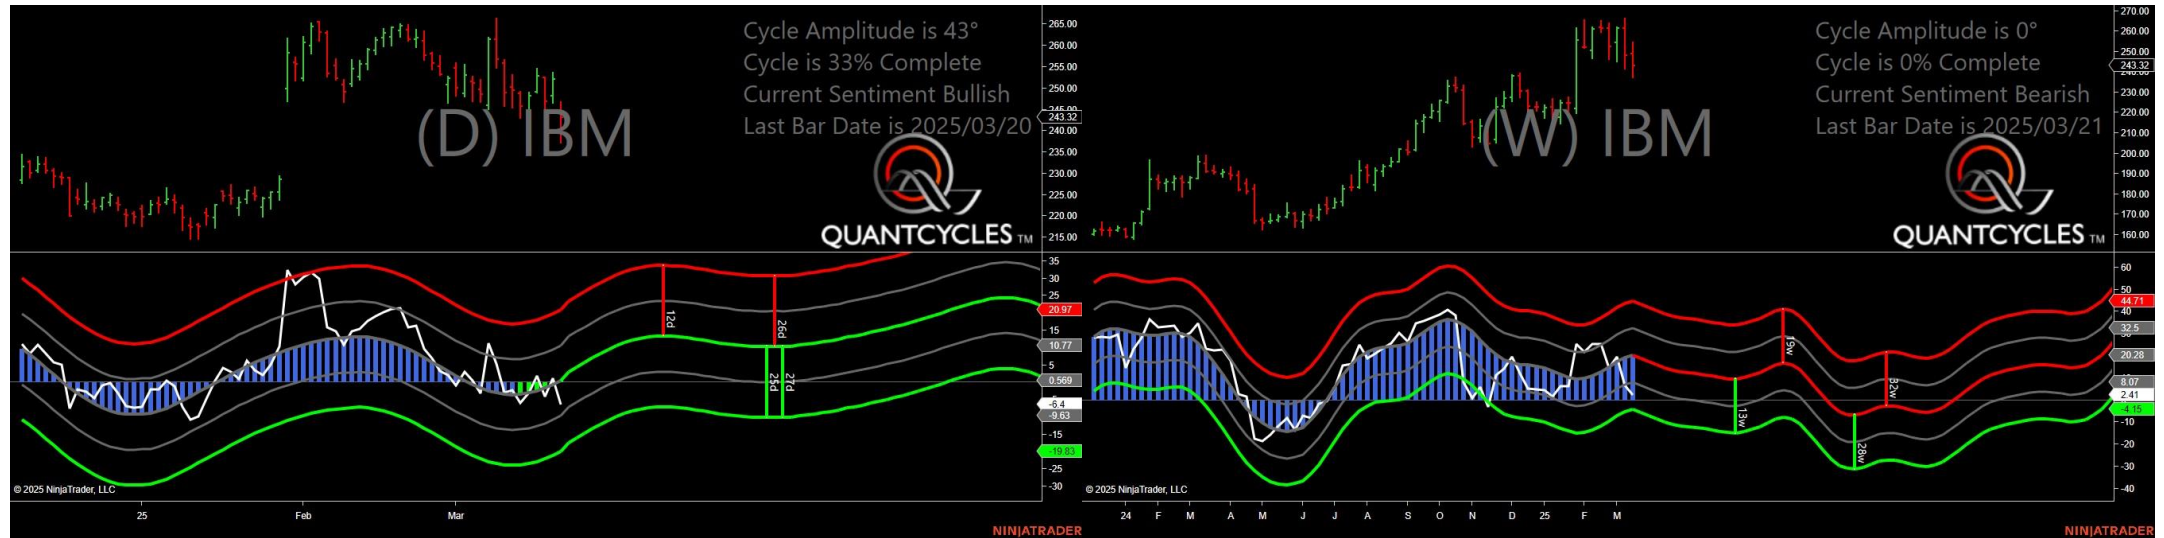 Cycle Amplitude is 43°
Cycle is 33% Complete
Current Sentiment Bullish
Last Bar Date is 2025/03/20
(D) IBM
QUANTCYCLES TM
265.00
260.00
255.00
250.00
245.00
243.32
240.00
235.00
230.00
225.00
220.00
215.00
35
30
25
20.97
15
10.77
5
0.569
-6.4
-9.63
-15
-19.83
-25
-30
12d
26d
25d
27d
© 2025 NinjaTrader, LLC
25 Feb Mar
NINJATRADER
Cycle Amplitude is 0°
Cycle is 0% Complete
Current Sentiment Bearish
Last Bar Date is 2025/03/21
(W) IBM
QUANTCYCLES TM
270.00
260.00
250.00
243.32
240.00
230.00
220.00
210.00
200.00
190.00
180.00
170.00
160.00
60
50
44.71
40
32.5
20.28
8.07
2.41
-4.15
-10
-20
-30
-40
19w
32w
13w
28w
© 2025 NinjaTrader, LLC
24 F M A M J J A S O N D 25 F M
NINJATRADER